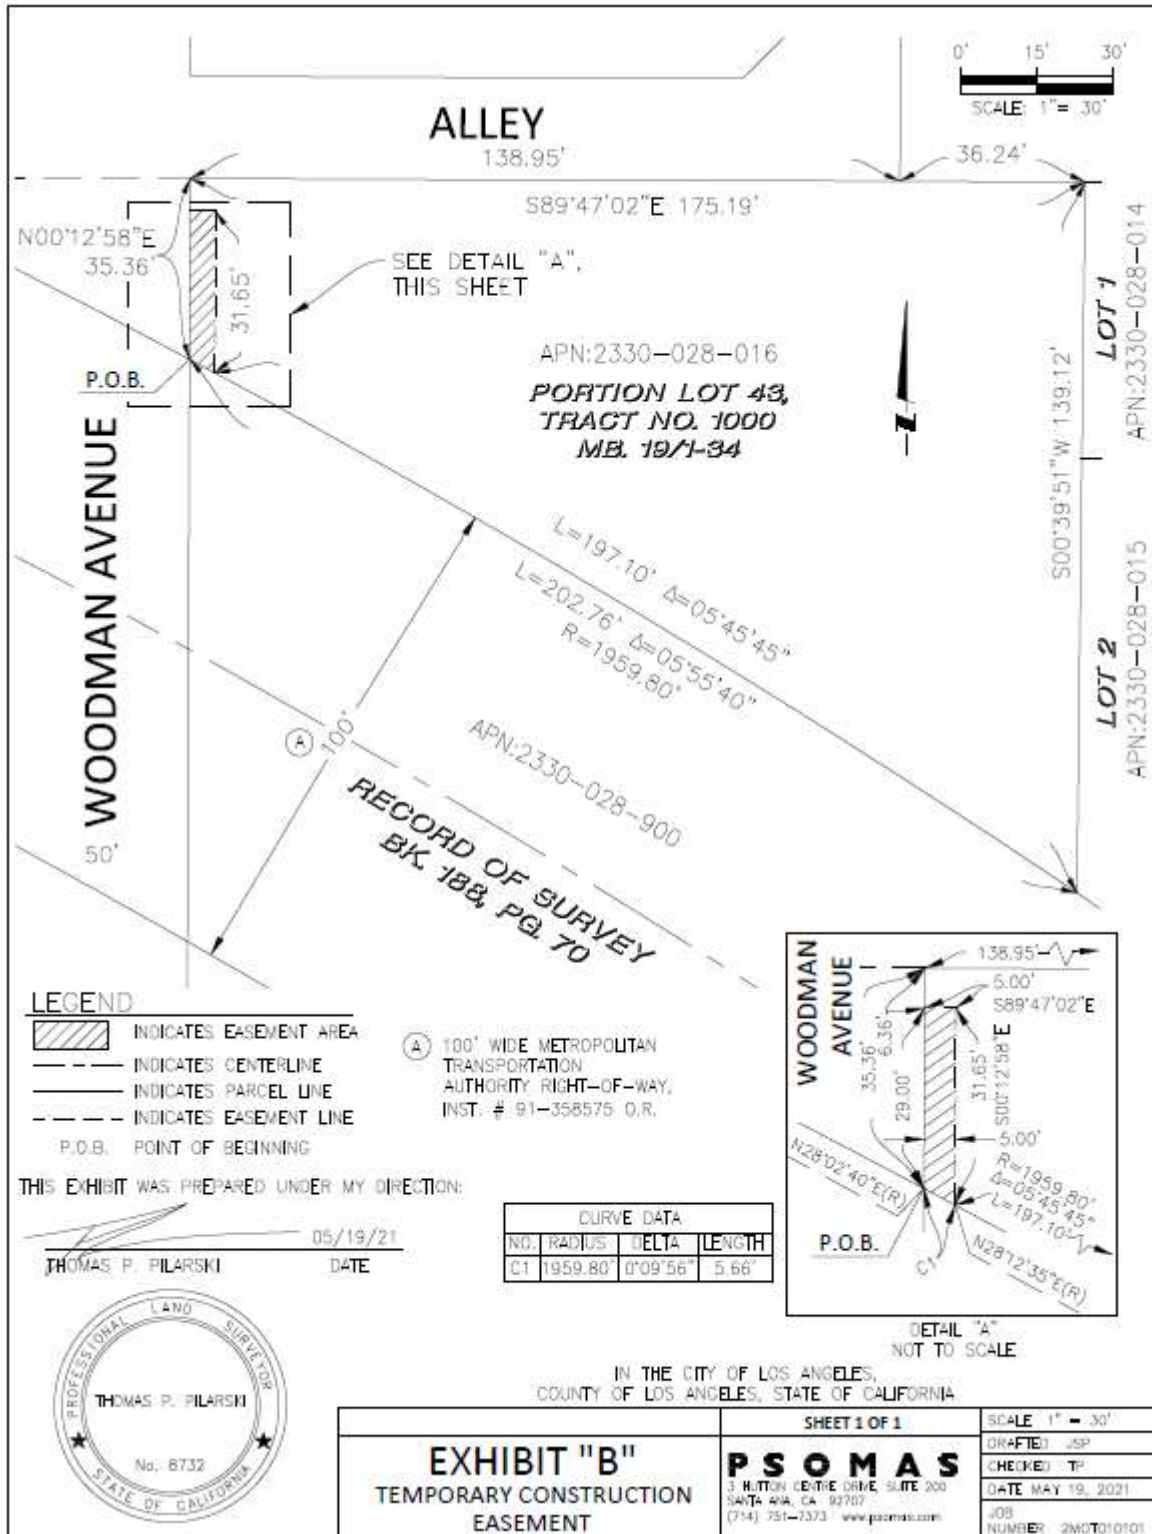 0' 15' 30'
SCALE: 1"= 30'
ALLEY
138.95'
36.24'
S89°47'02"E 175.19'
N00°12'58"E
35.36'
31.65'
SEE DETAIL "A",
THIS SHEET
P.O.B.
APN:2330-028-016
PORTION LOT 43,
TRACT NO. 1000
MB. 19/1-34
LOT 1
APN:2330-028-014
S00°39'51"W 139.12'
LOT 2
APN:2330-028-015
WOODMAN AVENUE
L=197.10' Δ=05°45'45"
L=202.76' Δ=05°55'40"
R=1959.80'
A
100'
APN:2330-028-900
RECORD OF SURVEY
BK. 188, PG. 70
50'
LEGEND
INDICATES EASEMENT AREA
INDICATES CENTERLINE
INDICATES PARCEL LINE
INDICATES EASEMENT LINE
P.O.B. POINT OF BEGINNING
A 100' WIDE METROPOLITAN
TRANSPORTATION
AUTHORITY RIGHT-OF-WAY,
INST. # 91-358575 O.R.
WOODMAN
AVENUE
138.95'
5.00'
S89°47'02"E
35.36'
6.36'
29.00'
31.65'
S00°12'58"E
5.00'
N28°02'40"E(R)
R=1959.80'
Δ=05°45'45"
L=197.10'
P.O.B.
C1
N28°12'35"E(R)
DETAIL "A"
NOT TO SCALE
THIS EXHIBIT WAS PREPARED UNDER MY DIRECTION:
05/19/21
THOMAS P. PILARSKI DATE
CURVE DATA
NO. RADIUS DELTA LENGTH
C1 1959.80' 0°09'56" 5.66'
PROFESSIONAL LAND SURVEYOR
THOMAS P. PILARSKI
No. 8732
STATE OF CALIFORNIA
IN THE CITY OF LOS ANGELES,
COUNTY OF LOS ANGELES, STATE OF CALIFORNIA
EXHIBIT "B"
TEMPORARY CONSTRUCTION
EASEMENT
SHEET 1 OF 1
PSOMAS
3 HUTTON CENTRE DRIVE, SUITE 200
SANTA ANA, CA 92707
(714) 751-7373 www.psomas.com
SCALE 1" = 30'
DRAFTED JSP
CHECKED TP
DATE MAY 19, 2021
JOB
NUMBER 2MOT010101